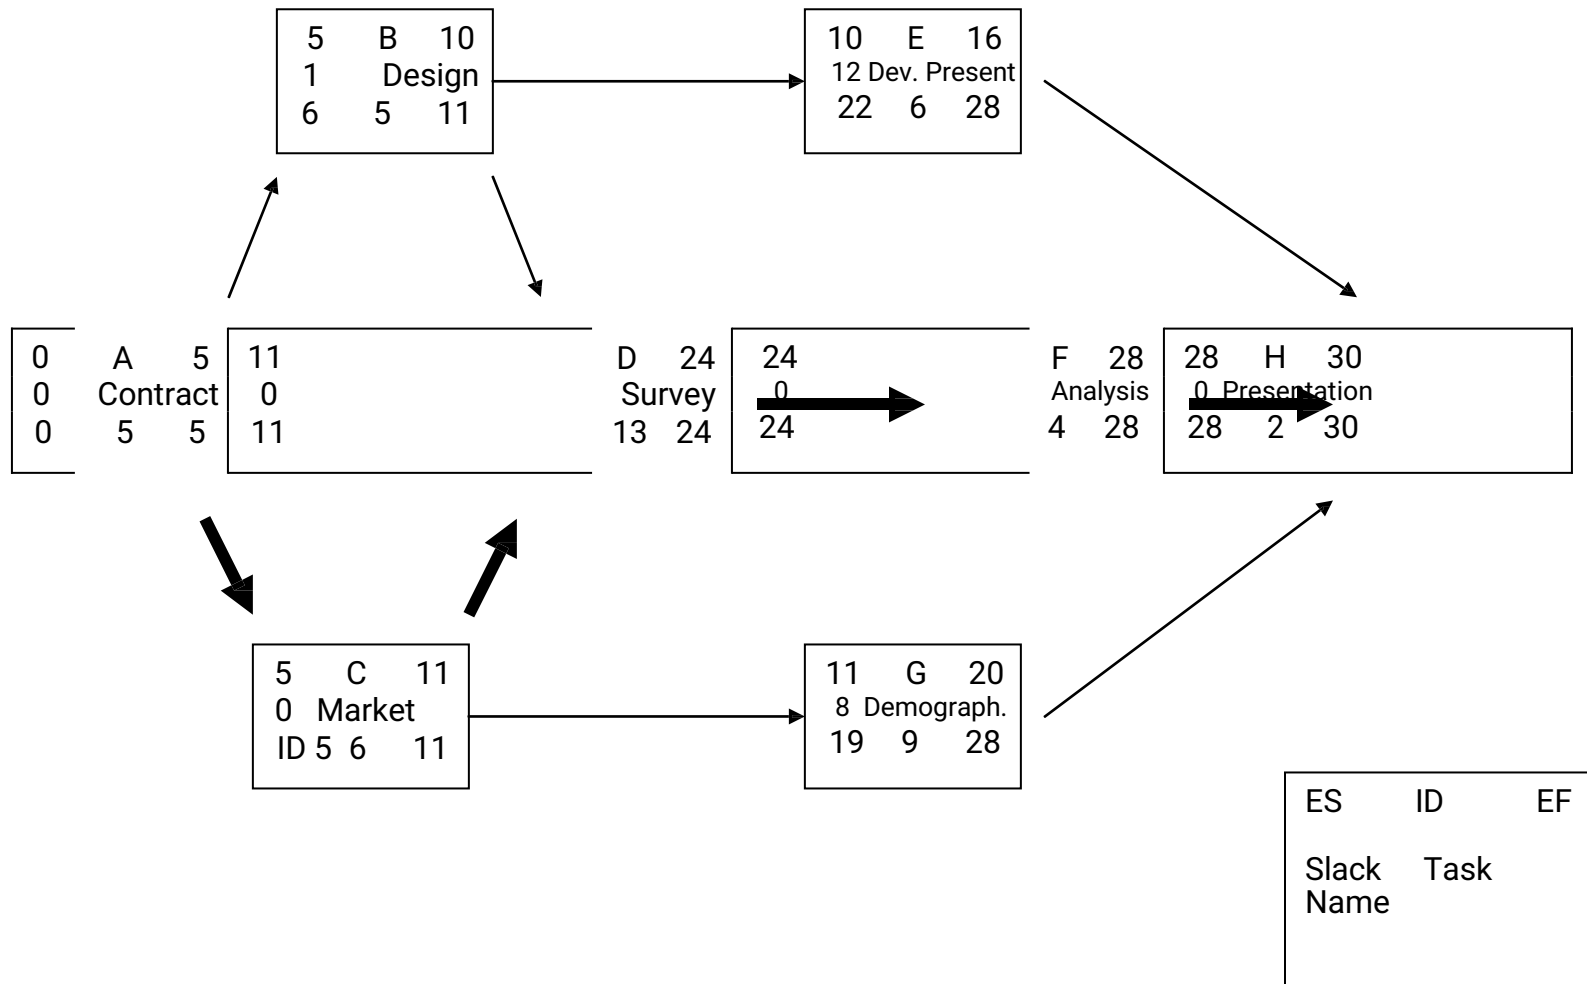 5 B 10
1 Design
6 5 11
10 E 16
12 Dev. Present
22 6 28
0 A 5
0 Contract
0 5 5
11 D 24
0 Survey
11 13 24
24 F 28
0 Analysis
24 4 28
28 H 30
0 Presentation
28 2 30
5 C 11
0 Market
ID 5 6 11
11 G 20
8 Demograph.
19 9 28
ES ID EF
Slack Task
Name